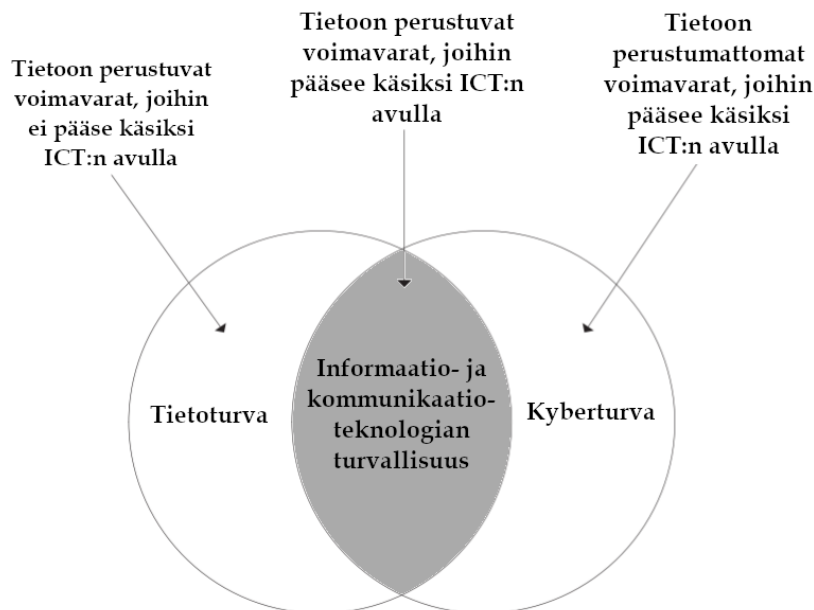 Tietoon perustuvat
voimavarat, joihin
ei pääse käsiksi
ICT:n avulla
Tietoon perustuvat
voimavarat, joihin
pääsee käsiksi ICT:n
avulla
Tietoon
perustumattomat
voimavarat, joihin
pääsee käsiksi
ICT:n avulla
Tietoturva
Informaatio- ja
kommunikaatio-
teknologian
turvallisuus
Kyberturva